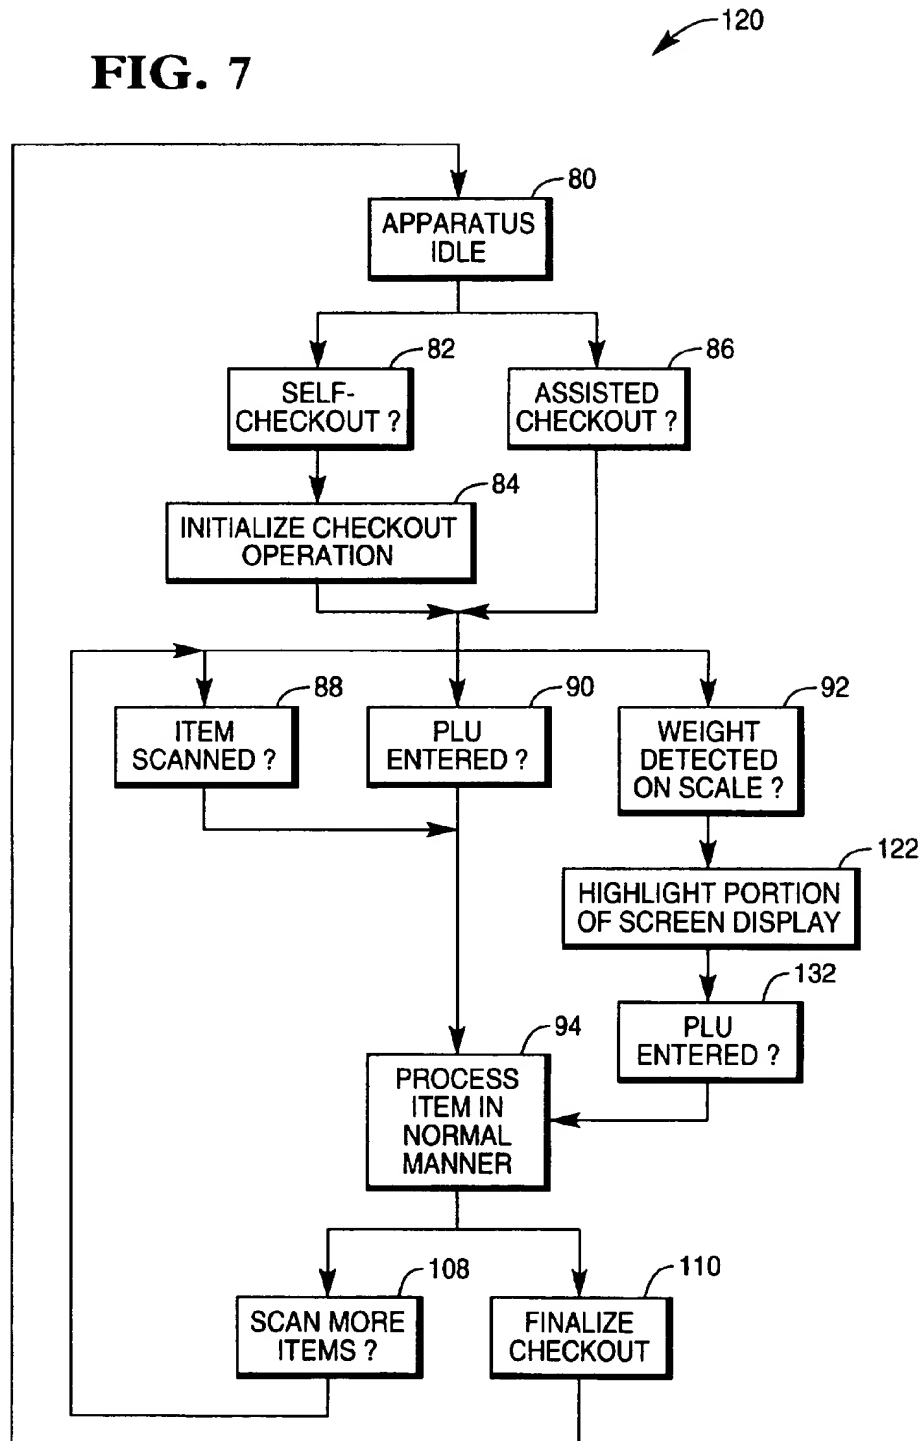 120
FIG. 7
80
APPARATUS
IDLE
82
SELF-
CHECKOUT ?
86
ASSISTED
CHECKOUT ?
84
INITIALIZE CHECKOUT
OPERATION
88
ITEM
SCANNED ?
90
PLU
ENTERED ?
92
WEIGHT
DETECTED
ON SCALE ?
122
HIGHLIGHT PORTION
OF SCREEN DISPLAY
132
PLU
ENTERED ?
94
PROCESS
ITEM IN
NORMAL
MANNER
108
SCAN MORE
ITEMS ?
110
FINALIZE
CHECKOUT